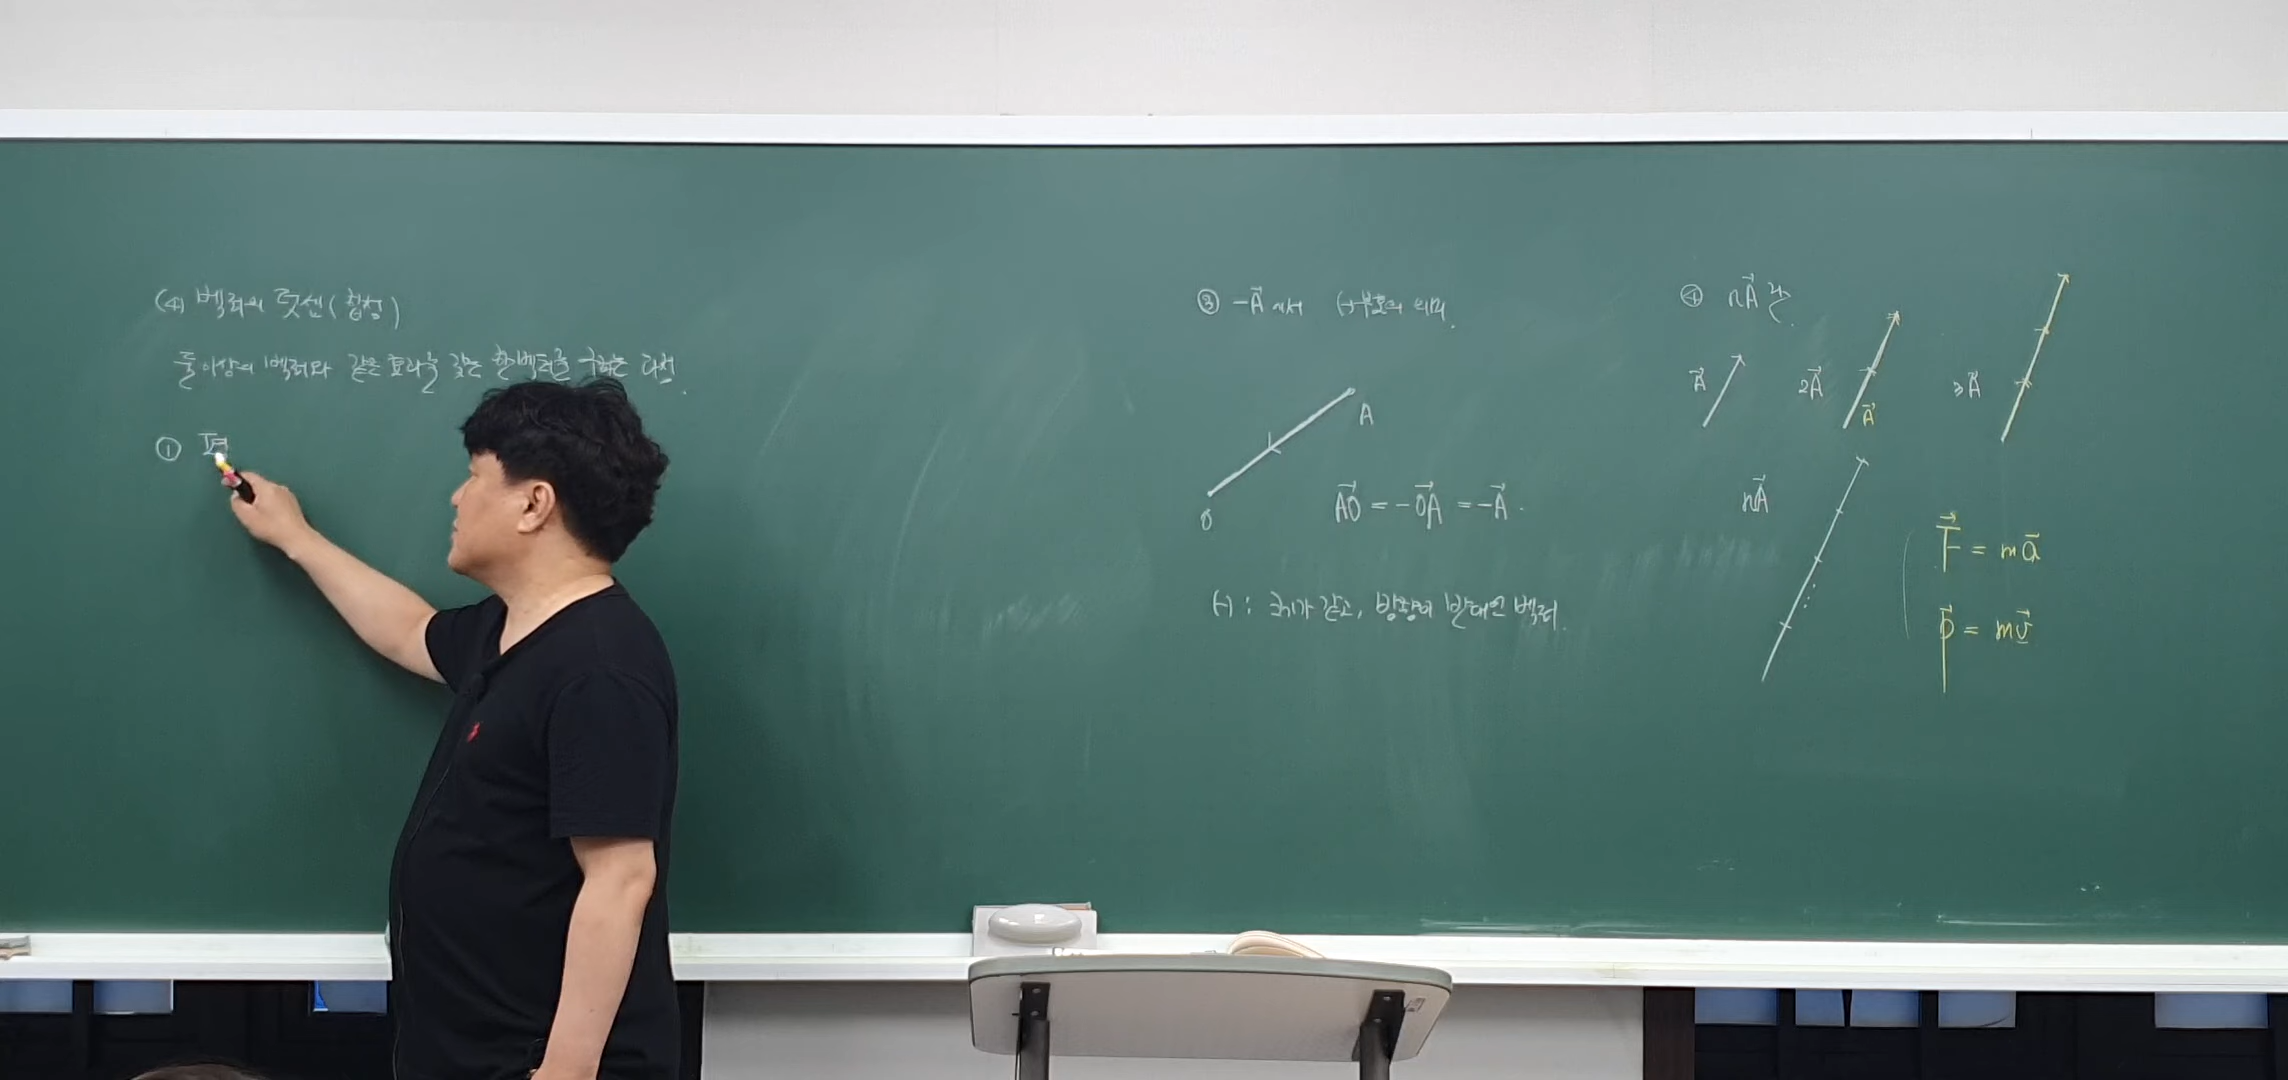 (4) 벡터의 덧셈 (합성)
둘 이상의 벡터와 같은 효과를 갖는 한 벡터를 구하는 과정.
①
③ -A⃗ 에서 (-)부호의 의미.
A
O
A⃗O = -O⃗A = -A⃗.
(-) : 크기가 같고, 방향이 반대인 벡터.
④ nA⃗ 란.
A⃗
2A⃗
A⃗
3A⃗
nA⃗
F⃗ = ma⃗
p⃗ = mv⃗